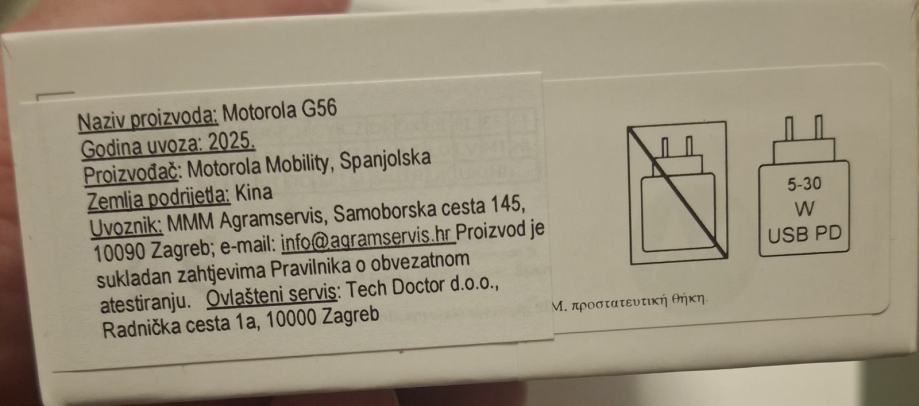 Naziv proizvoda: Motorola G56
Godina uvoza: 2025.
Proizvođač: Motorola Mobility, Spanjolska
Zemlja podrijetla: Kina
Uvoznik: MMM Agramservis, Samoborska cesta 145,
10090 Zagreb; e-mail: info@agramservis.hr Proizvod je
sukladan zahtjevima Pravilnika o obvezatnom
atestiranju. Ovlašteni servis: Tech Doctor d.o.o.,
Radnička cesta 1a, 10000 Zagreb
5-30
W
USB PD
Μ. προστατευτική θήκη.